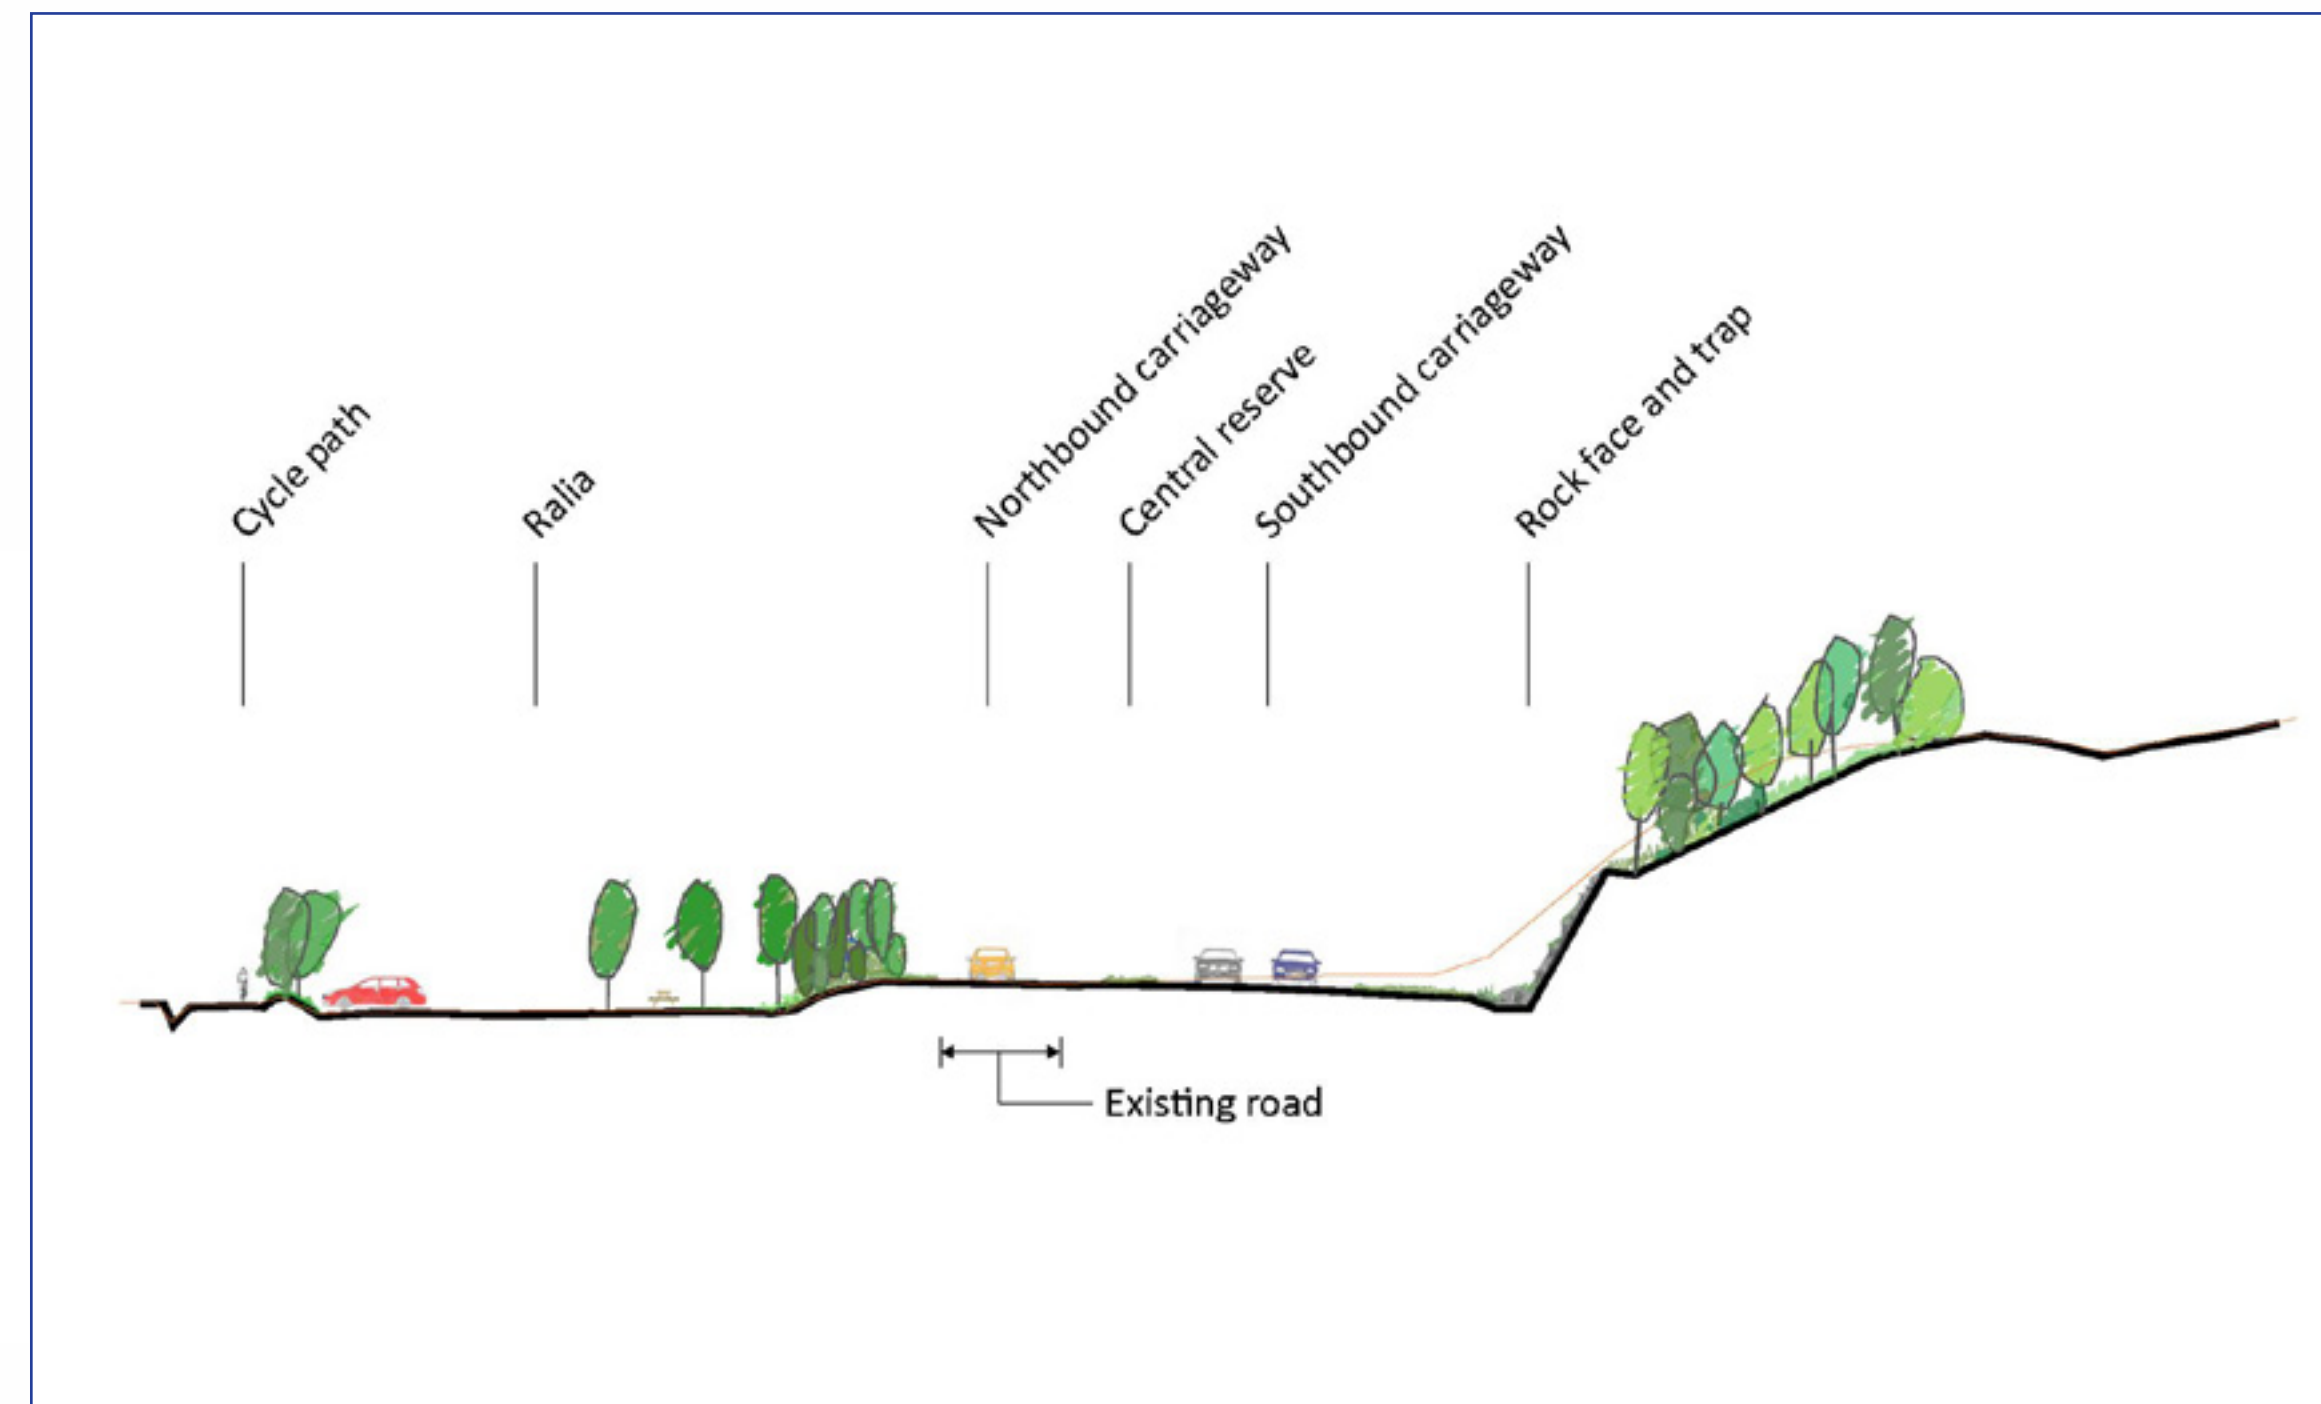 Cycle path
Ralia
Northbound carriageway
Central reserve
Southbound carriageway
Rock face and trap
Existing road